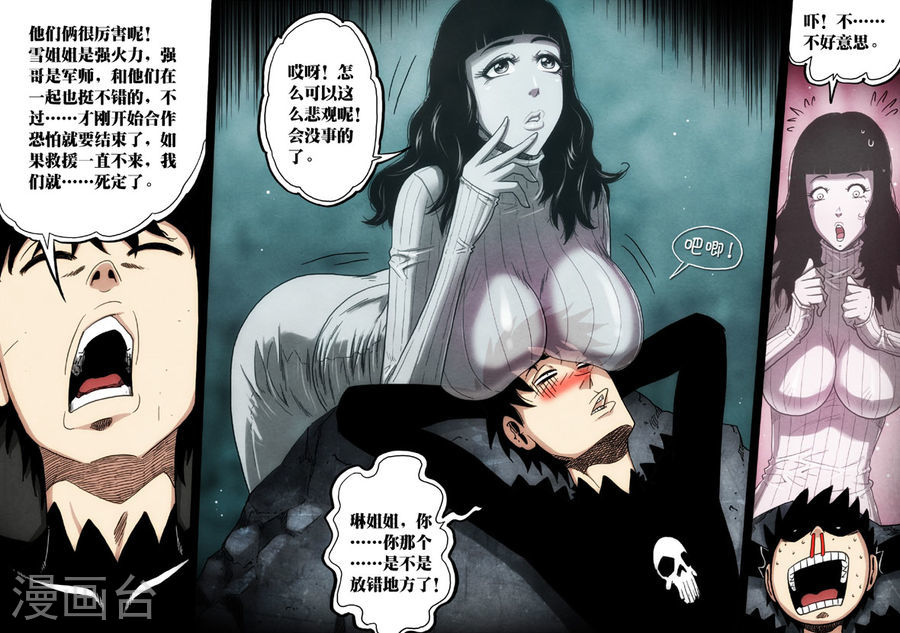 他们俩很厉害呢！
雪姐姐是强火力，强
哥是军师，和他们在
一起也挺不错的，不
过……才刚开始合作
恐怕就要结束了，如
果救援一直不来，我
们就……死定了。
哎呀！怎
么可以这
么悲观呢！
会没事的
了。
吧唧！
琳姐姐，你
……你那个
……是不是
放错地方了！
吓！不……
不好意思。
漫画台